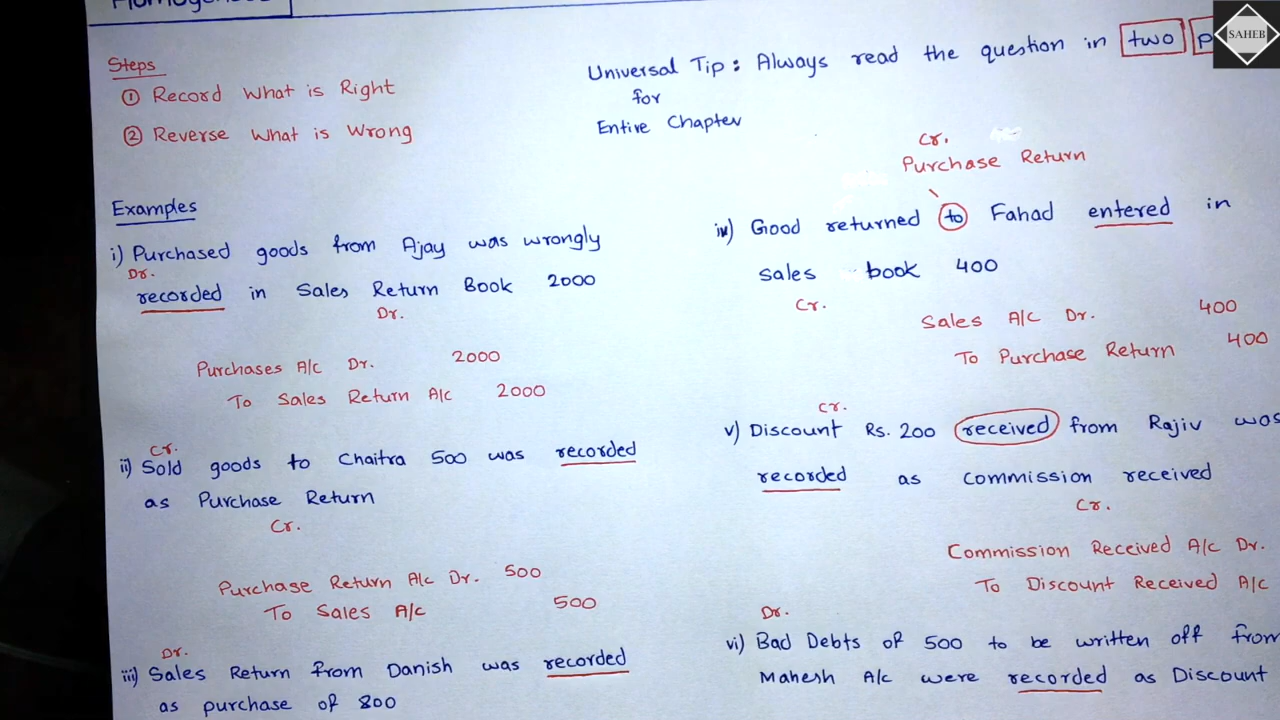 Steps
① Record What is Right
② Reverse What is Wrong
Universal Tip : Always read the question in two
for
Entire Chapter
SAHEB
Examples
i) Purchased goods from Ajay was wrongly
Dr.
recorded in Sales Return Book 2000
Dr.
Purchases A/c Dr. 2000
To Sales Return A/c 2000
Cr.
ii) Sold goods to Chaitra 500 was recorded
as Purchase Return
Cr.
Purchase Return A/c Dr. 500
To Sales A/c 500
Dr.
iii) Sales Return from Danish was recorded
as purchase of 800
Cr.
Purchase Return
iv) Good returned to Fahad entered in
sales book 400
Cr.
Sales A/c Dr. 400
To Purchase Return 400
Cr.
v) Discount Rs. 200 received from Rajiv was
recorded as commission received
Cr.
Commission Received A/c Dr.
To Discount Received A/c
Dr.
vi) Bad Debts of 500 to be written off from
Mahesh A/c were recorded as Discount